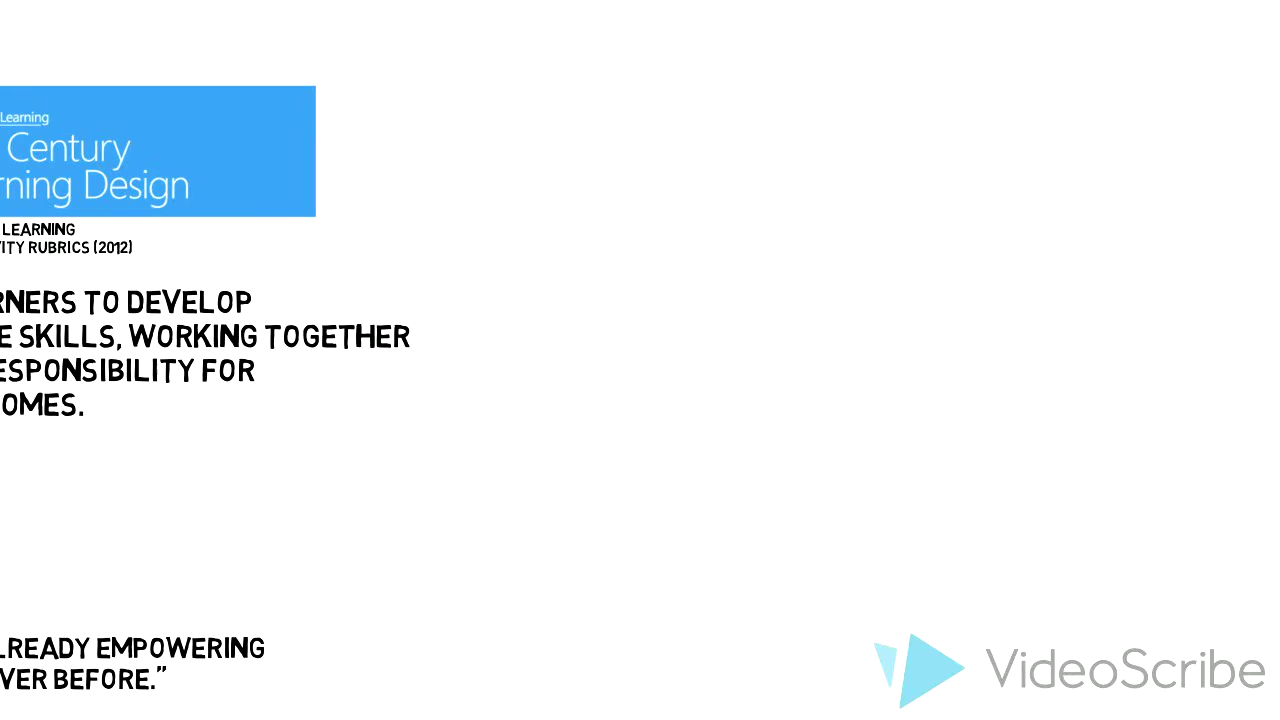 Learning
Century
rning Design
LEARNING
ITY RUBRICS (2012)
RNERS TO DEVELOP
E SKILLS, WORKING TOGETHER
ESPONSIBILITY FOR
OMES.
LREADY EMPOWERING
VER BEFORE.”
VideoScribe